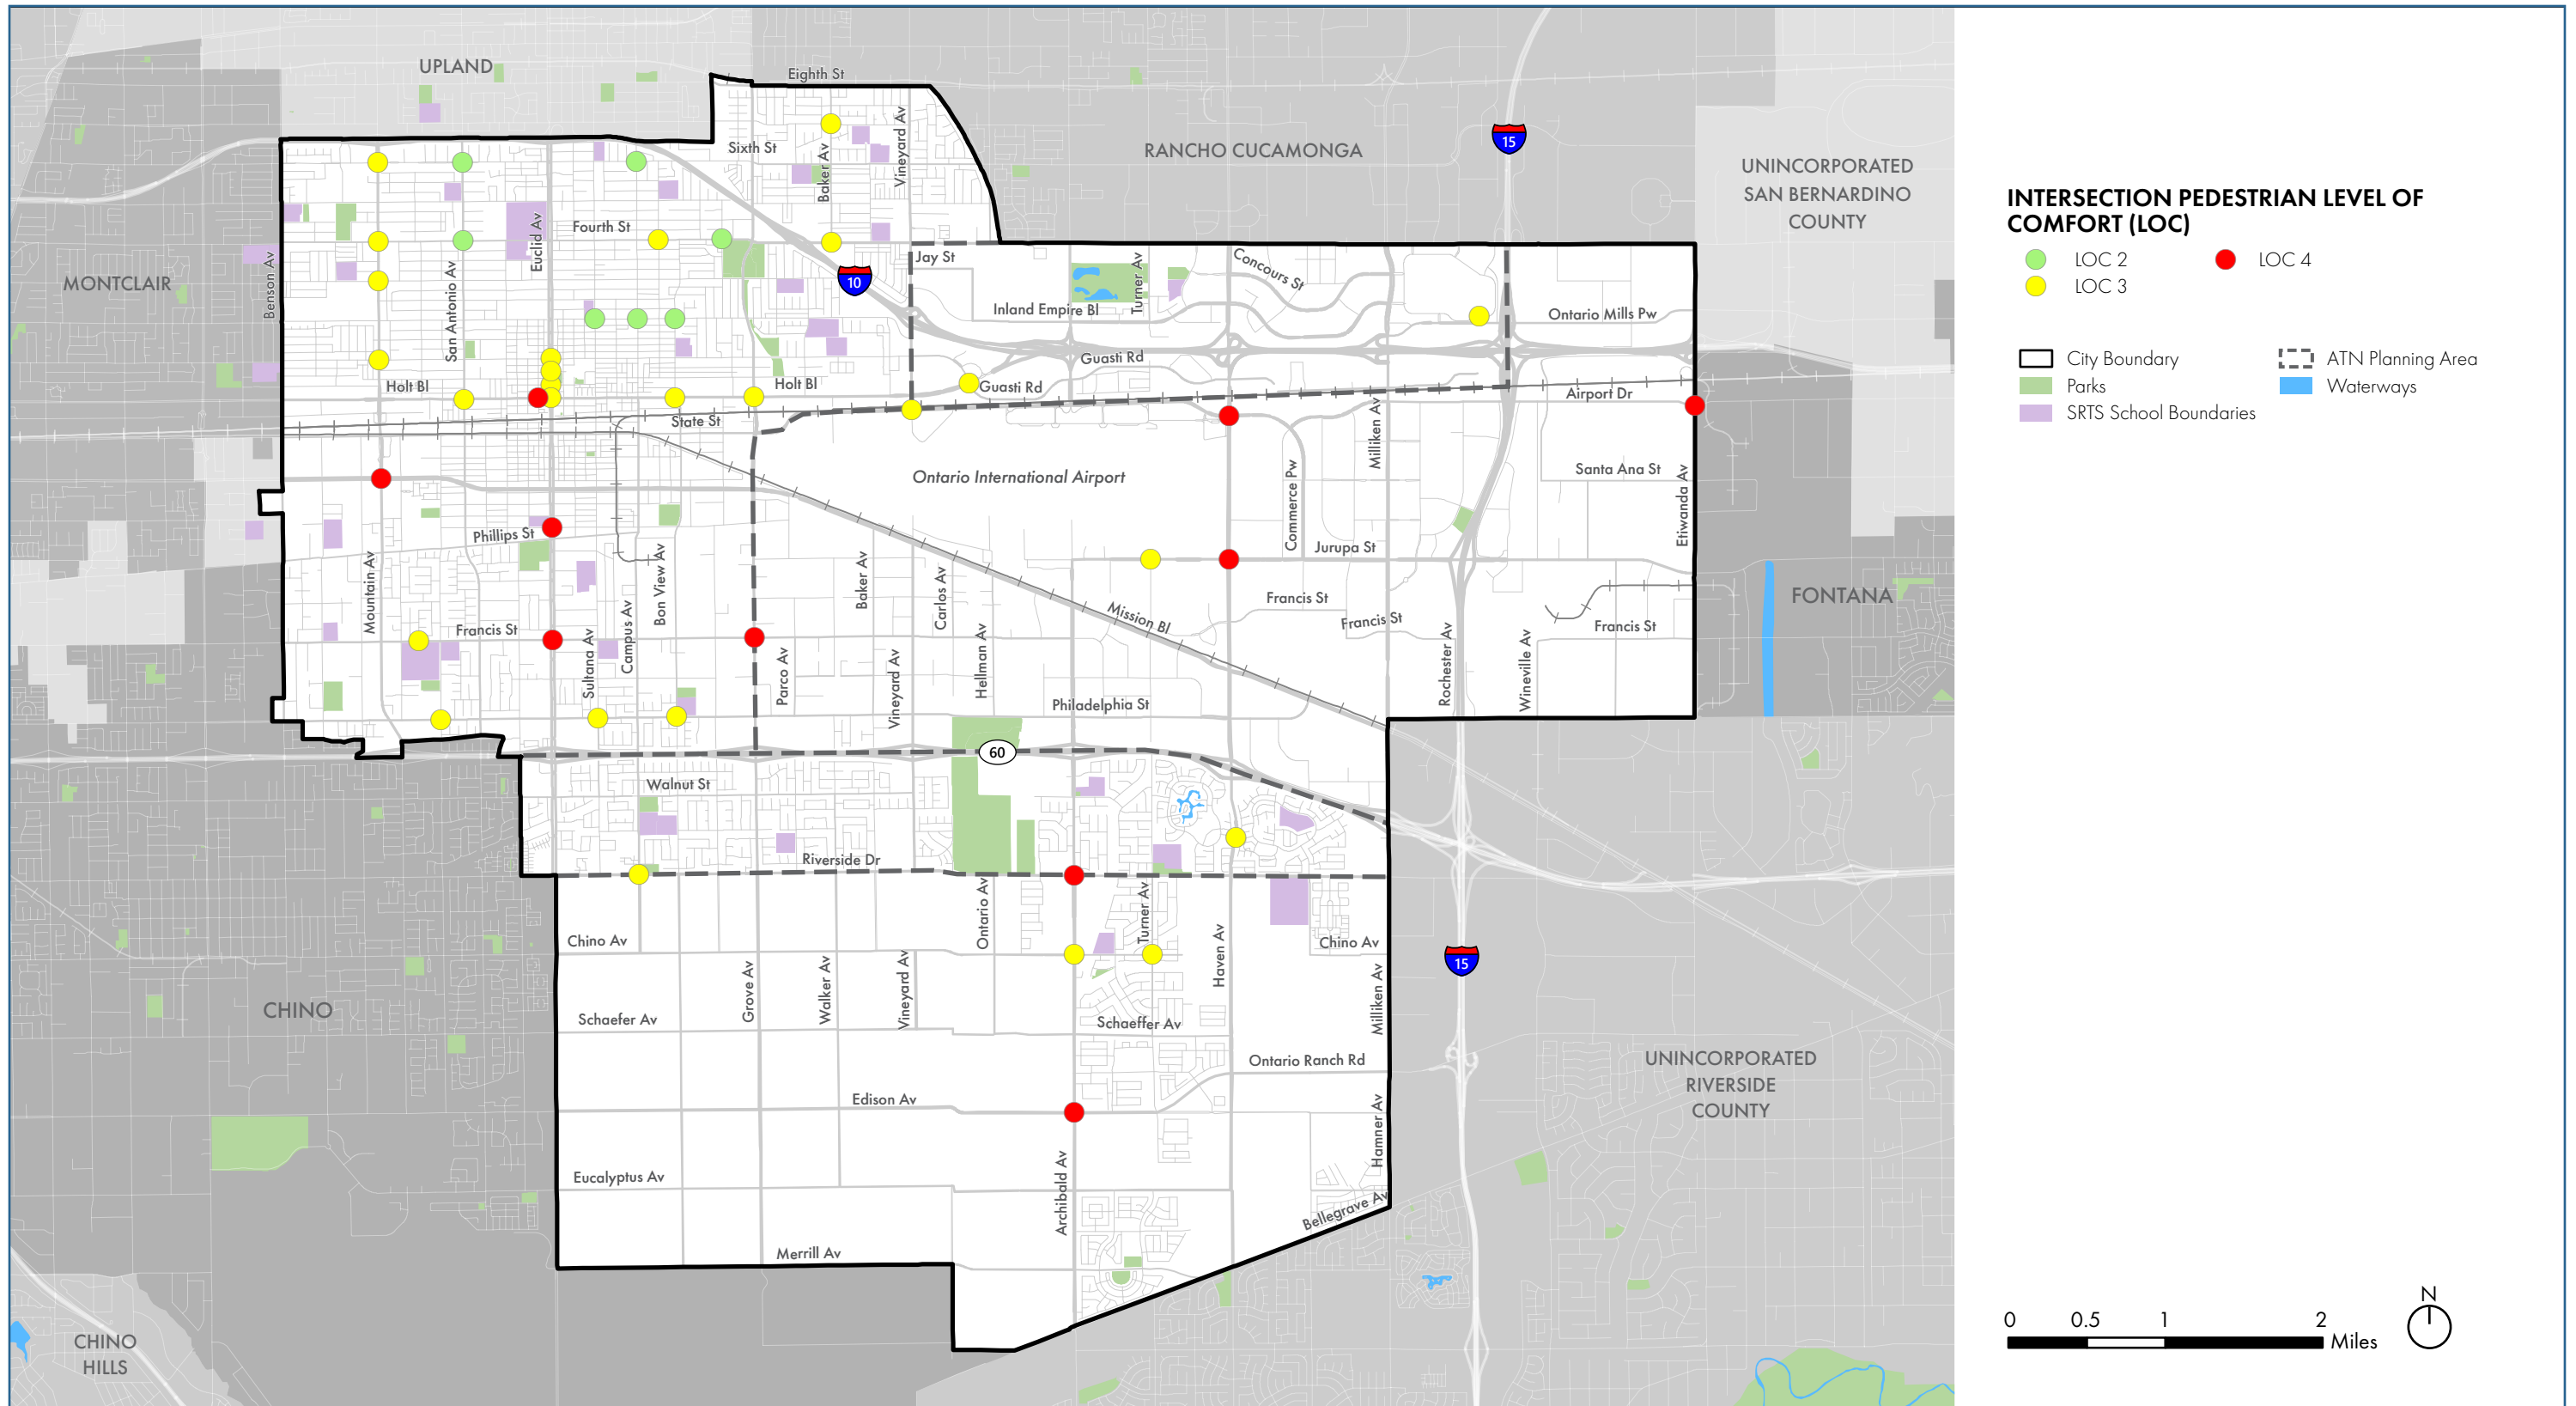 UPLAND
Eighth St
RANCHO CUCAMONGA
15
UNINCORPORATED
SAN BERNARDINO
COUNTY
Sixth St
Baker Av
Vineyard Av
MONTCLAIR
Benson Av
San Antonio Av
Euclid Av
Fourth St
10
Jay St
Turner Av
Concours St
Inland Empire Bl
Ontario Mills Pw
Guasti Rd
Holt Bl
Holt Bl
Guasti Rd
Airport Dr
State St
Milliken Av
Ontario International Airport
Santa Ana St
Commerce Pw
Etiwanda Av
Phillips St
Jurupa St
Mountain Av
Bon View Av
Baker Av
Carlos Av
FONTANA
Francis St
Mission Bl
Francis St
Francis St
Francis St
Sultana Av
Campus Av
Parco Av
Vineyard Av
Hellman Av
Rochester Av
Wineville Av
Philadelphia St
60
Walnut St
Riverside Dr
Ontario Av
Turner Av
Haven Av
Chino Av
Chino Av
15
Grove Av
Walker Av
Vineyard Av
Milliken Av
CHINO
Schaefer Av
Schaeffer Av
Ontario Ranch Rd
UNINCORPORATED
RIVERSIDE
COUNTY
Edison Av
Hamner Av
Archibald Av
Eucalyptus Av
Bellegrave Av
Merrill Av
CHINO
HILLS
INTERSECTION PEDESTRIAN LEVEL OF
COMFORT (LOC)
LOC 2
LOC 4
LOC 3
City Boundary
ATN Planning Area
Parks
Waterways
SRTS School Boundaries
N
0 0.5 1 2
Miles